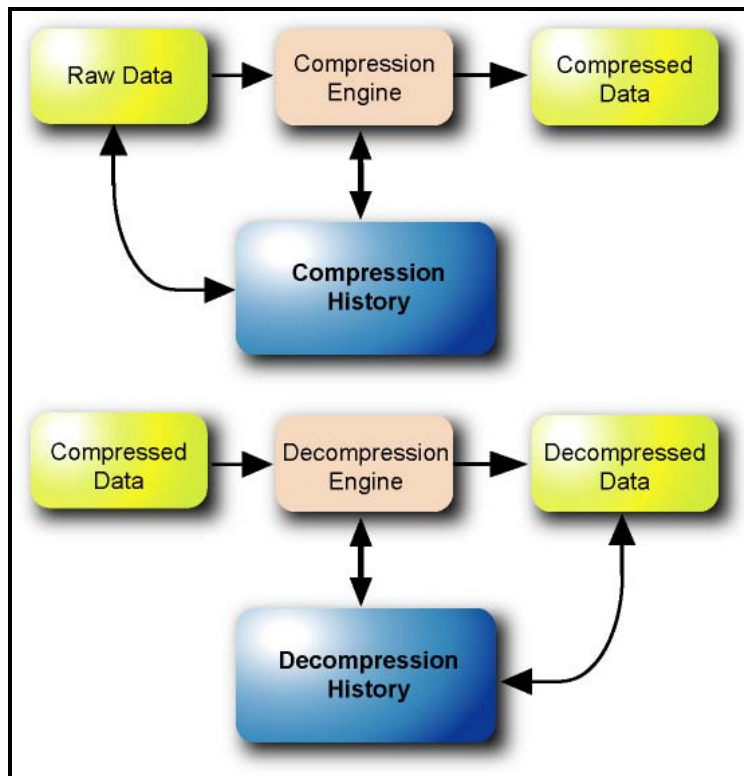 Raw Data
Compression
Engine
Compressed
Data
Compression
History
Compressed
Data
Decompression
Engine
Decompressed
Data
Decompression
History